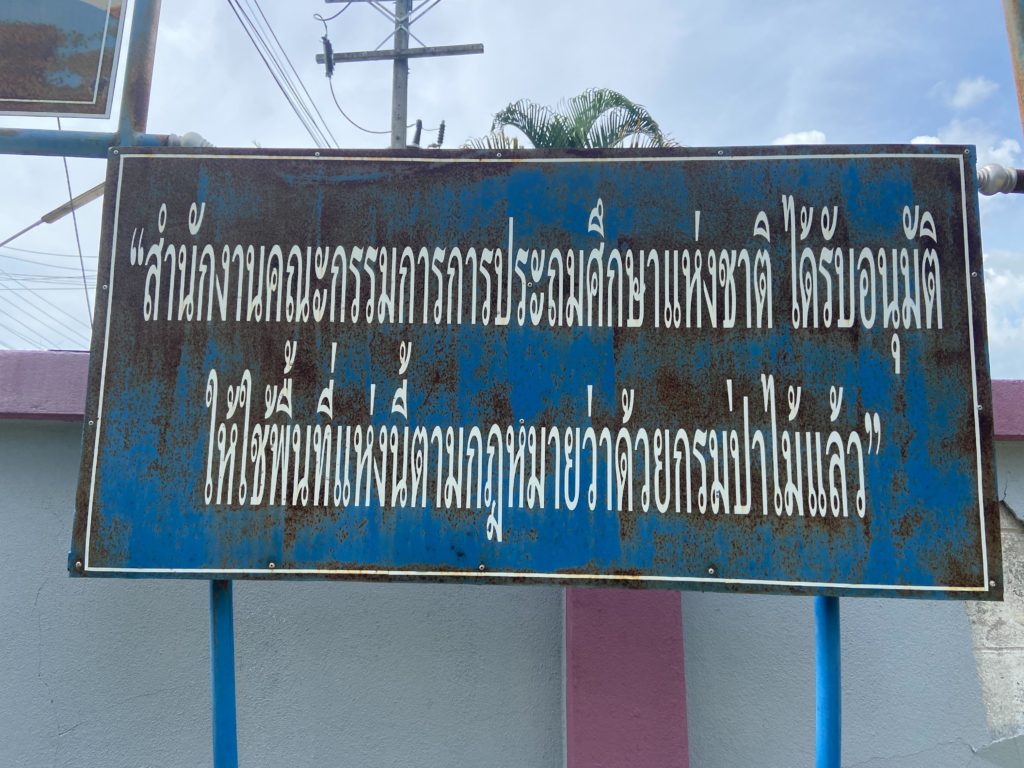 “สำนักงานคณะกรรมการการประถมศึกษาแห่งชาติ ได้รับอนุมัติ
ให้ใช้พื้นที่แห่งนี้ตามกฎหมายว่าด้วยกรมป่าไม้แล้ว”